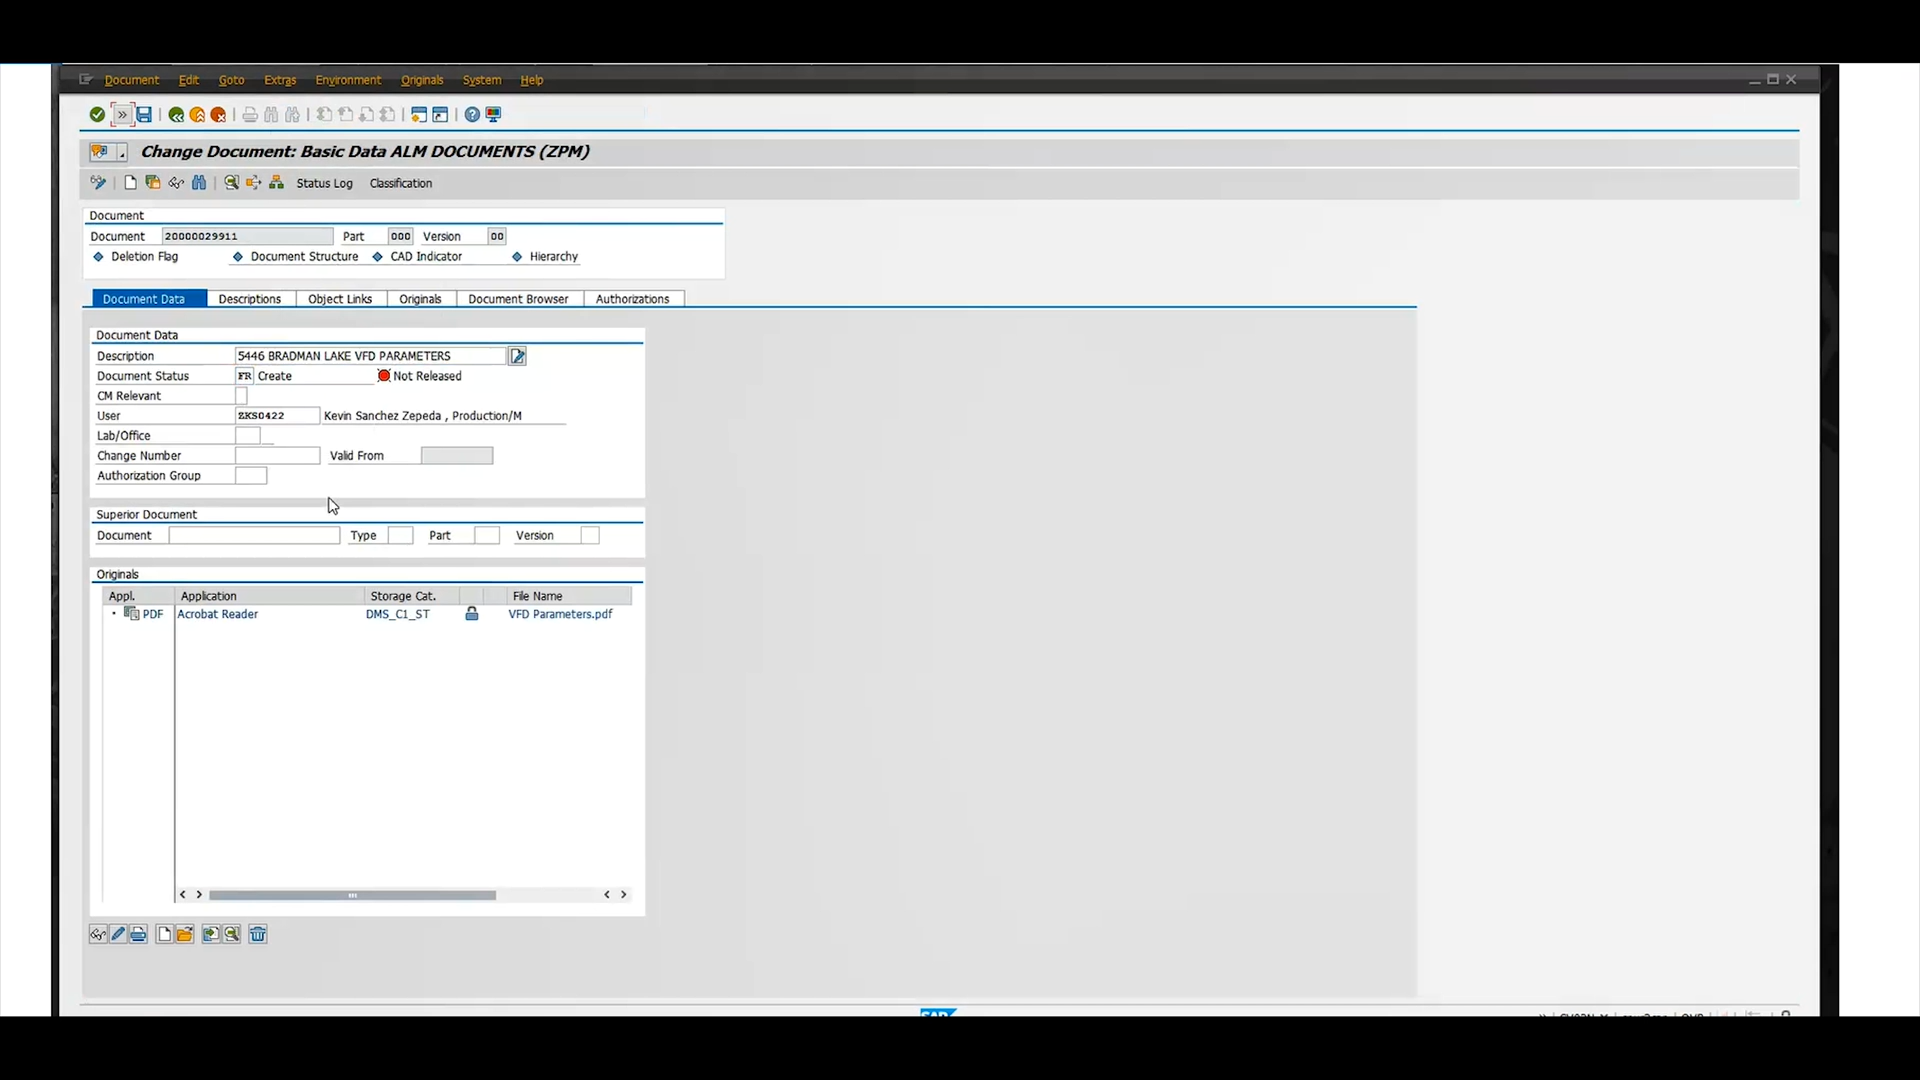 Document Edit Goto Extras Environment Originals System Help
Change Document: Basic Data ALM DOCUMENTS (ZPM)
Status Log Classification
Document
Document 20000029911 Part 000 Version 00
Deletion Flag Document Structure CAD Indicator Hierarchy
Document Data Descriptions Object Links Originals Document Browser Authorizations
Document Data
Description 5446 BRADMAN LAKE VFD PARAMETERS
Document Status FR Create Not Released
CM Relevant
User ZKS0422 Kevin Sanchez Zepeda , Production/M
Lab/Office
Change Number Valid From
Authorization Group
Superior Document
Document Type Part Version
Originals
Appl. Application Storage Cat. File Name
PDF Acrobat Reader DMS_C1_ST VFD Parameters.pdf
SAP